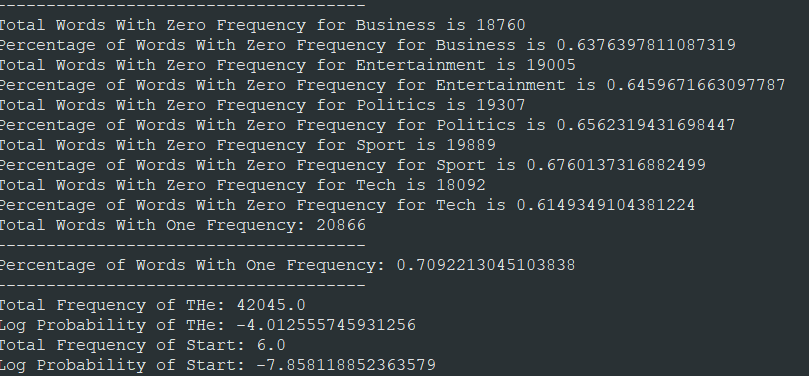 --------------------------------------
Total Words With Zero Frequency for Business is 18760
Percentage of Words With Zero Frequency for Business is 0.6376397811087319
Total Words With Zero Frequency for Entertainment is 19005
Percentage of Words With Zero Frequency for Entertainment is 0.6459671663097787
Total Words With Zero Frequency for Politics is 19307
Percentage of Words With Zero Frequency for Politics is 0.6562319431698447
Total Words With Zero Frequency for Sport is 19889
Percentage of Words With Zero Frequency for Sport is 0.6760137316882499
Total Words With Zero Frequency for Tech is 18092
Percentage of Words With Zero Frequency for Tech is 0.6149349104381224
Total Words With One Frequency: 20866
--------------------------------------
Percentage of Words With One Frequency: 0.7092213045103838
--------------------------------------
Total Frequency of THe: 42045.0
Log Probability of THe: -4.012555745931256
Total Frequency of Start: 6.0
Log Probability of Start: -7.858118852363579